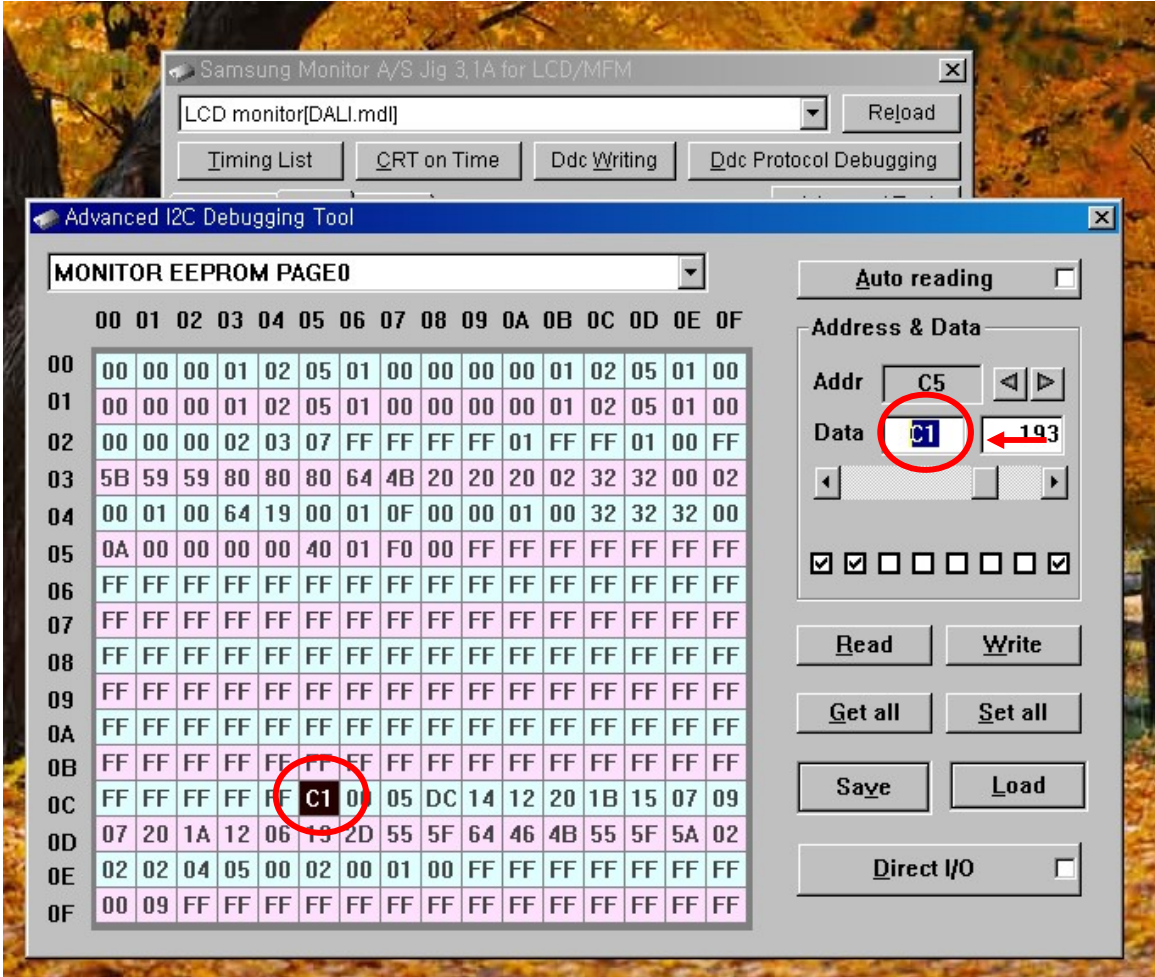 Samsung Monitor A/S Jig 3,1A for LCD/MFM
LCD monitor[DALI.mdl]
Reload
Timing List
CRT on Time
Ddc Writing
Ddc Protocol Debugging
Advanced I2C Debugging Tool
MONITOR EEPROM PAGE0
Auto reading
00 01 02 03 04 05 06 07 08 09 0A 0B 0C 0D 0E 0F
00 00 00 00 01 02 05 01 00 00 00 00 01 02 05 01 00
01 00 00 00 01 02 05 01 00 00 00 00 01 02 05 01 00
02 00 00 00 02 03 07 FF FF FF FF 01 FF FF 01 00 FF
03 5B 59 59 80 80 80 64 4B 20 20 20 02 32 32 00 02
04 00 01 00 64 19 00 01 0F 00 00 01 00 32 32 32 00
05 0A 00 00 00 00 40 01 F0 00 FF FF FF FF FF FF FF
06 FF FF FF FF FF FF FF FF FF FF FF FF FF FF FF FF
07 FF FF FF FF FF FF FF FF FF FF FF FF FF FF FF FF
08 FF FF FF FF FF FF FF FF FF FF FF FF FF FF FF FF
09 FF FF FF FF FF FF FF FF FF FF FF FF FF FF FF FF
0A FF FF FF FF FF FF FF FF FF FF FF FF FF FF FF FF
0B FF FF FF FF FF FF FF FF FF FF FF FF FF FF FF FF
0C FF FF FF FF FF C1 00 05 DC 14 12 20 1B 15 07 09
0D 07 20 1A 12 06 13 2D 55 5F 64 46 4B 55 5F 5A 02
0E 02 02 04 05 00 02 00 01 00 FF FF FF FF FF FF FF
0F 00 09 FF FF FF FF FF FF FF FF FF FF FF FF FF FF
Address & Data
Addr C5
Data C1 193
Read Write
Get all Set all
Save Load
Direct I/O